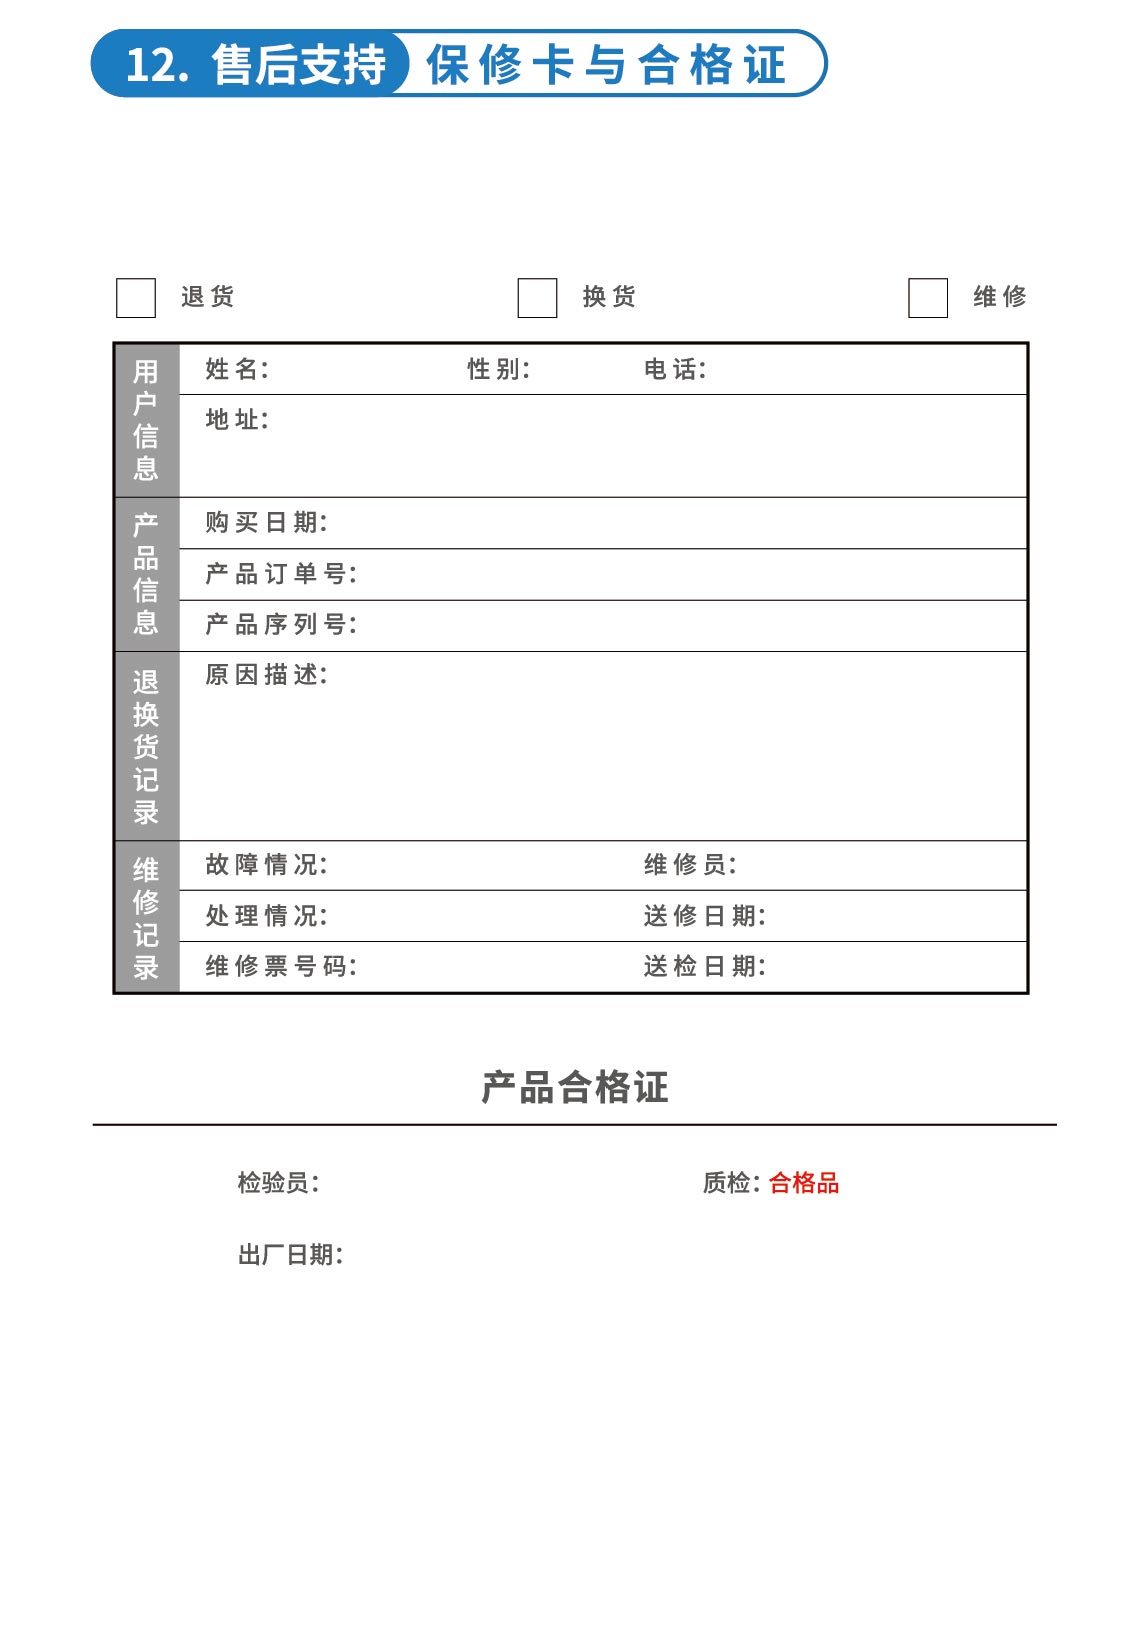 12. 售后支持 保修卡与合格证
退货 换货 维修
用户信息
姓名： 性别： 电话：
地址：
产品信息
购买日期：
产品订单号：
产品序列号：
退换货记录
原因描述：
维修记录
故障情况： 维修员：
处理情况： 送修日期：
维修票号码： 送检日期：
产品合格证
检验员： 质检：合格品
出厂日期：